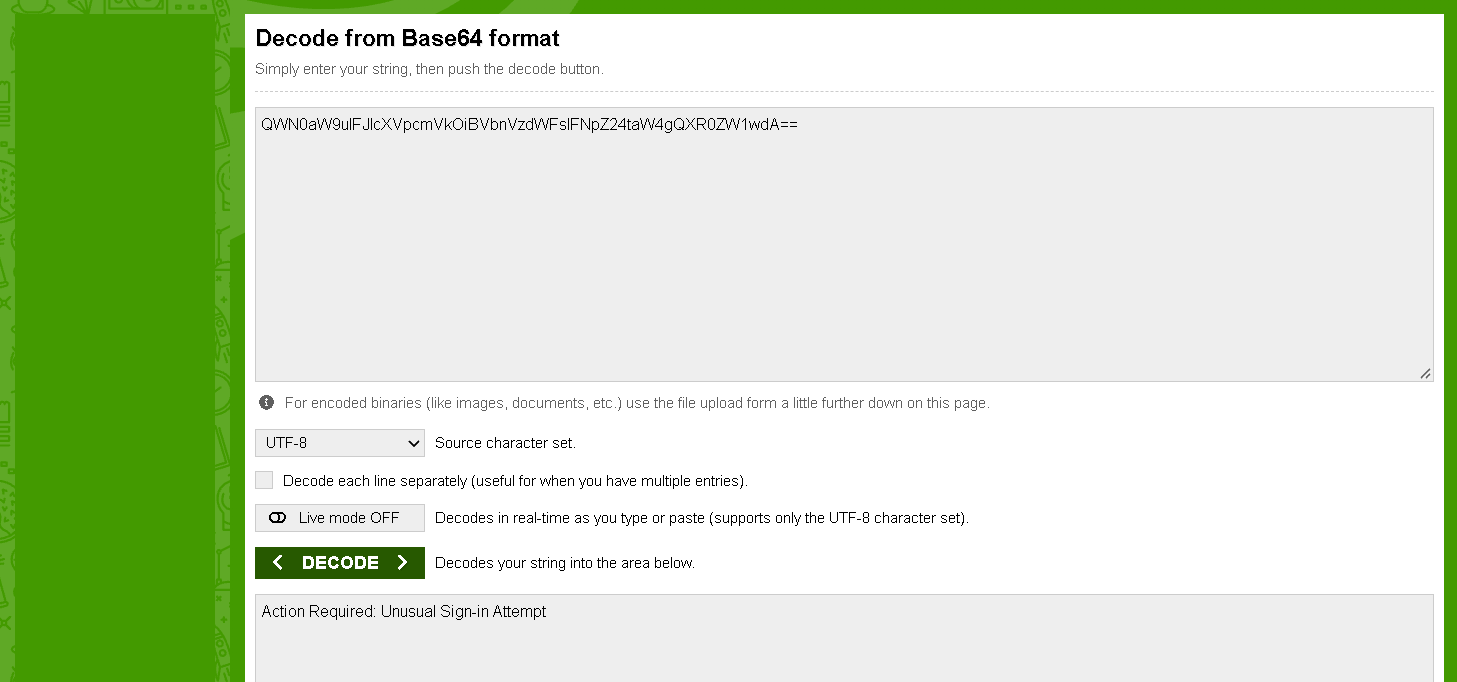 Decode from Base64 format
Simply enter your string, then push the decode button.
QWN0aW9uIFJlcXVpcmVkOiBVbnVzdWFsIFNpZ24taW4gQXR0ZW1wdA==
For encoded binaries (like images, documents, etc.) use the file upload form a little further down on this page.
UTF-8 Source character set.
Decode each line separately (useful for when you have multiple entries).
Live mode OFF Decodes in real-time as you type or paste (supports only the UTF-8 character set).
< DECODE > Decodes your string into the area below.
Action Required: Unusual Sign-in Attempt